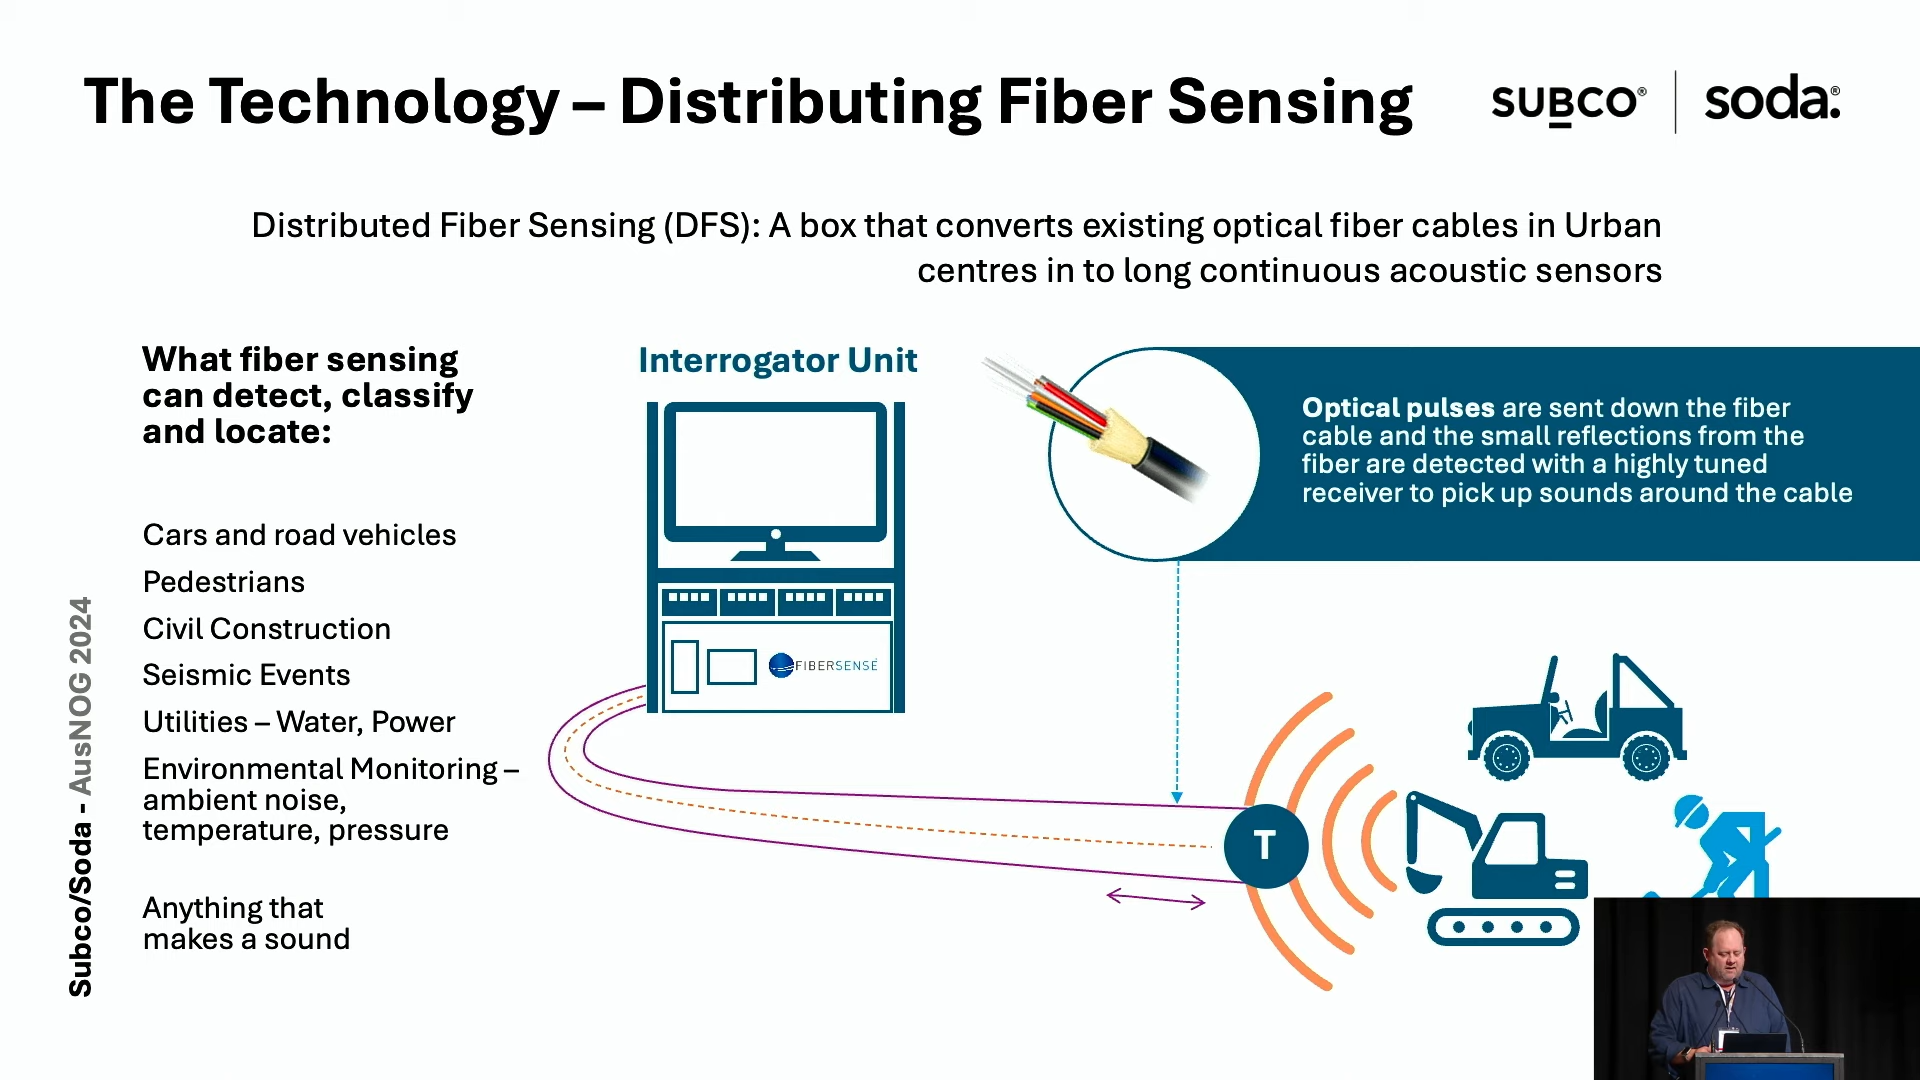 The Technology – Distributing Fiber Sensing
SUBCO®
soda:®
Distributed Fiber Sensing (DFS): A box that converts existing optical fiber cables in Urban
centres in to long continuous acoustic sensors
What fiber sensing
can detect, classify
and locate:
Cars and road vehicles
Pedestrians
Civil Construction
Seismic Events
Utilities – Water, Power
Environmental Monitoring –
ambient noise,
temperature, pressure
Anything that
makes a sound
Interrogator Unit
FIBERSENSE
Optical pulses are sent down the fiber
cable and the small reflections from the
fiber are detected with a highly tuned
receiver to pick up sounds around the cable
T
Subco/Soda - AusNOG 2024